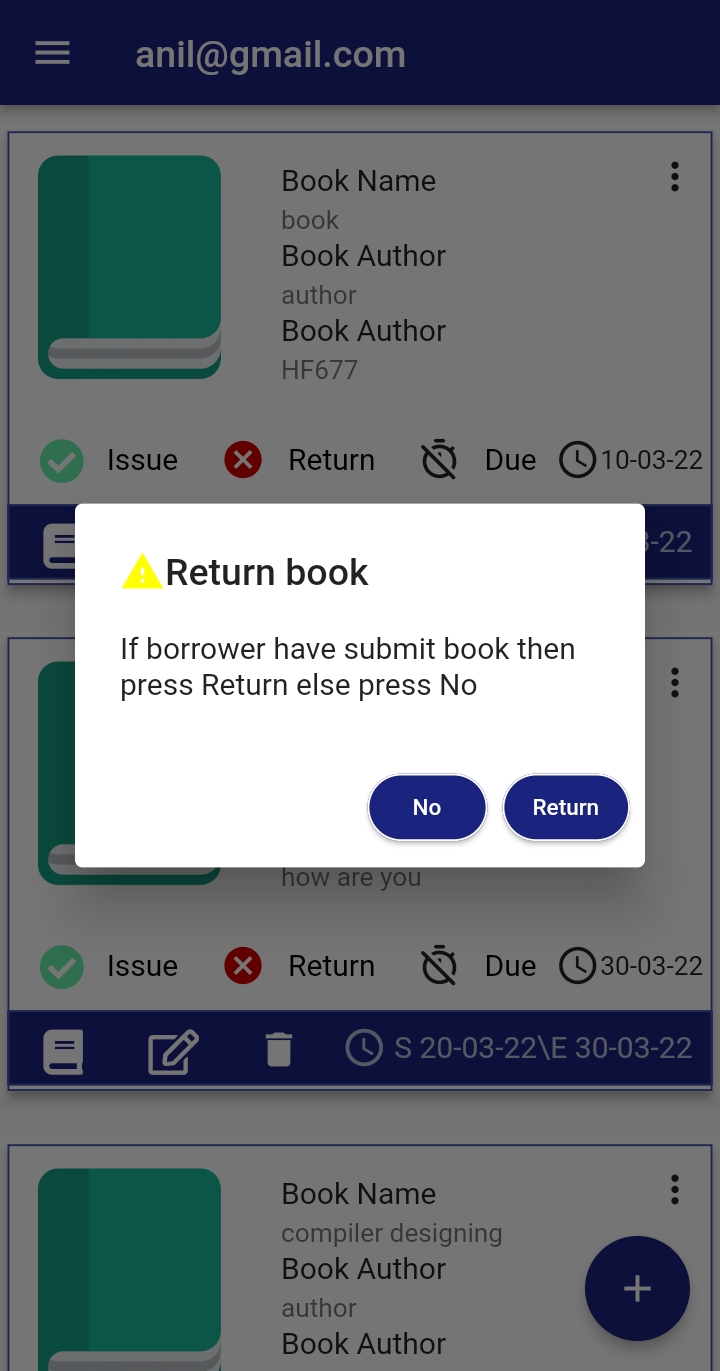 anil@gmail.com
Book Name
book
Book Author
author
Book Author
HF677
Issue Return Due 10-03-22
3-22
Return book
If borrower have submit book then
press Return else press No
No Return
how are you
Issue Return Due 30-03-22
S 20-03-22\E 30-03-22
Book Name
compiler designing
Book Author
author
Book Author